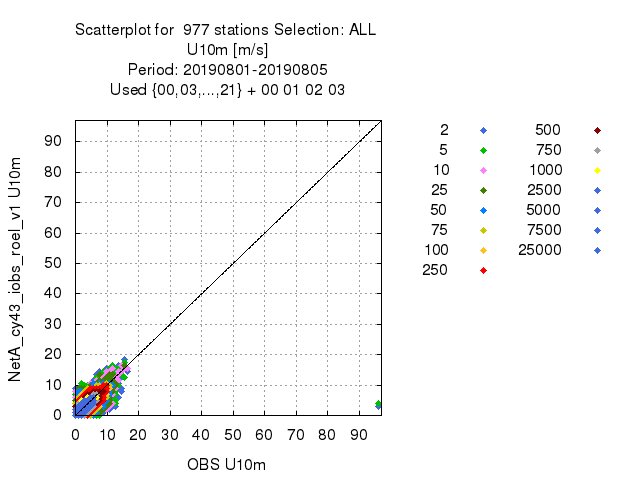 Scatterplot for 977 stations Selection: ALL
U10m [m/s]
Period: 20190801-20190805
Used {00,03,...,21} + 00 01 02 03
NetA_cy43_iobs_roel_v1 U10m
90
80
70
60
50
40
30
20
10
0
0 10 20 30 40 50 60 70 80 90
OBS U10m
2 500
5 750
10 1000
25 2500
50 5000
75 7500
100 25000
250